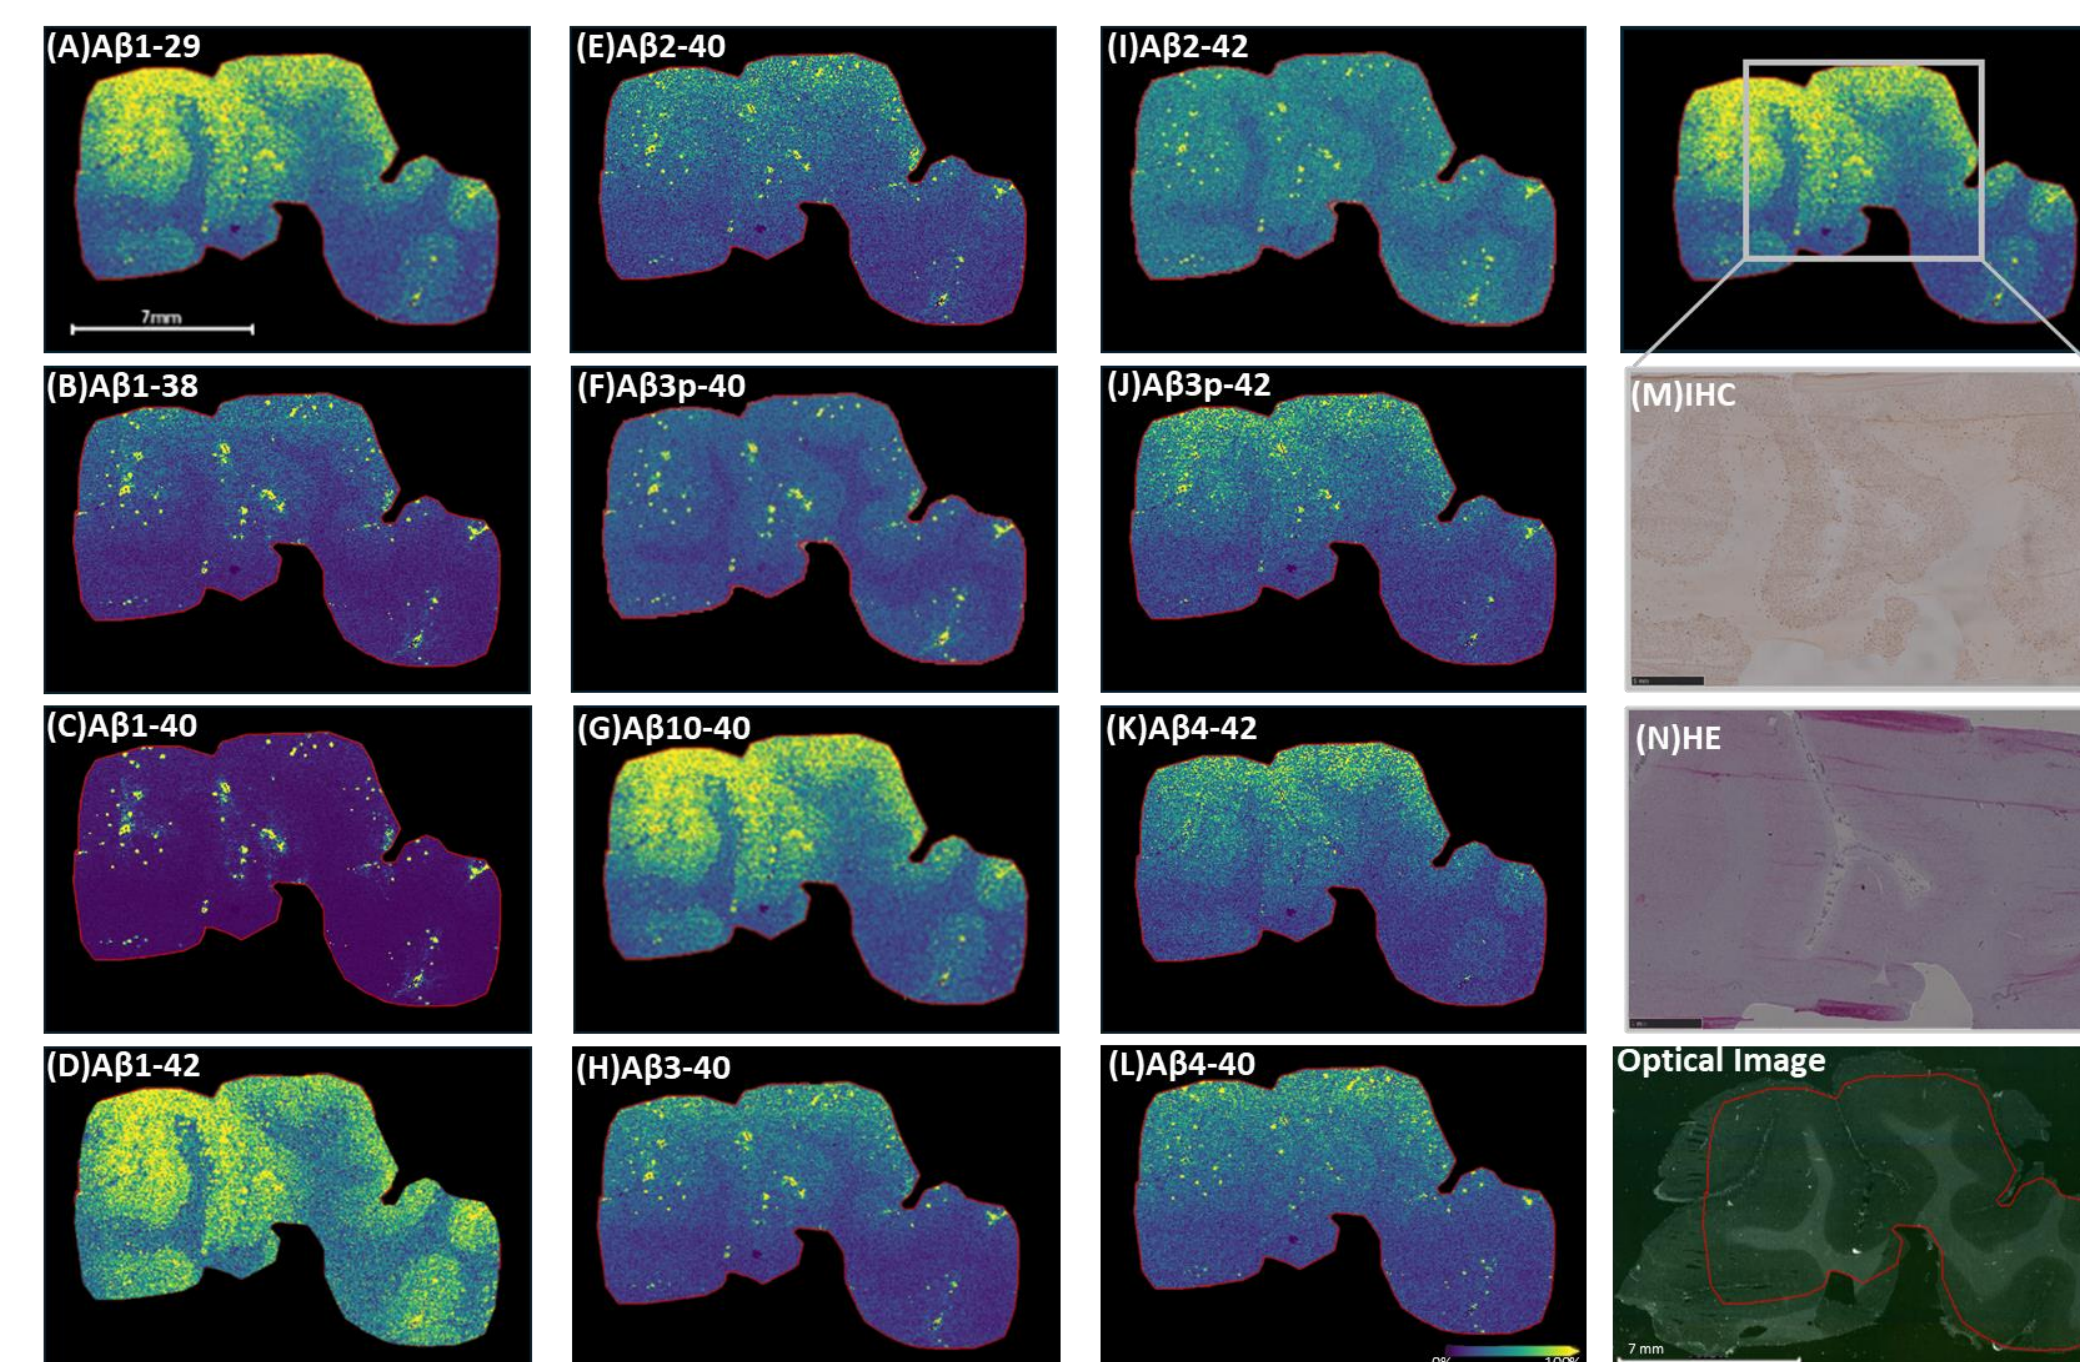 (A)Aβ1-29
7mm
(B)Aβ1-38
(C)Aβ1-40
(D)Aβ1-42
(E)Aβ2-40
(F)Aβ3p-40
(G)Aβ10-40
(H)Aβ3-40
(I)Aβ2-42
(J)Aβ3p-42
(K)Aβ4-42
(L)Aβ4-40
0%
100%
(M)IHC
(N)HE
Optical Image
7 mm